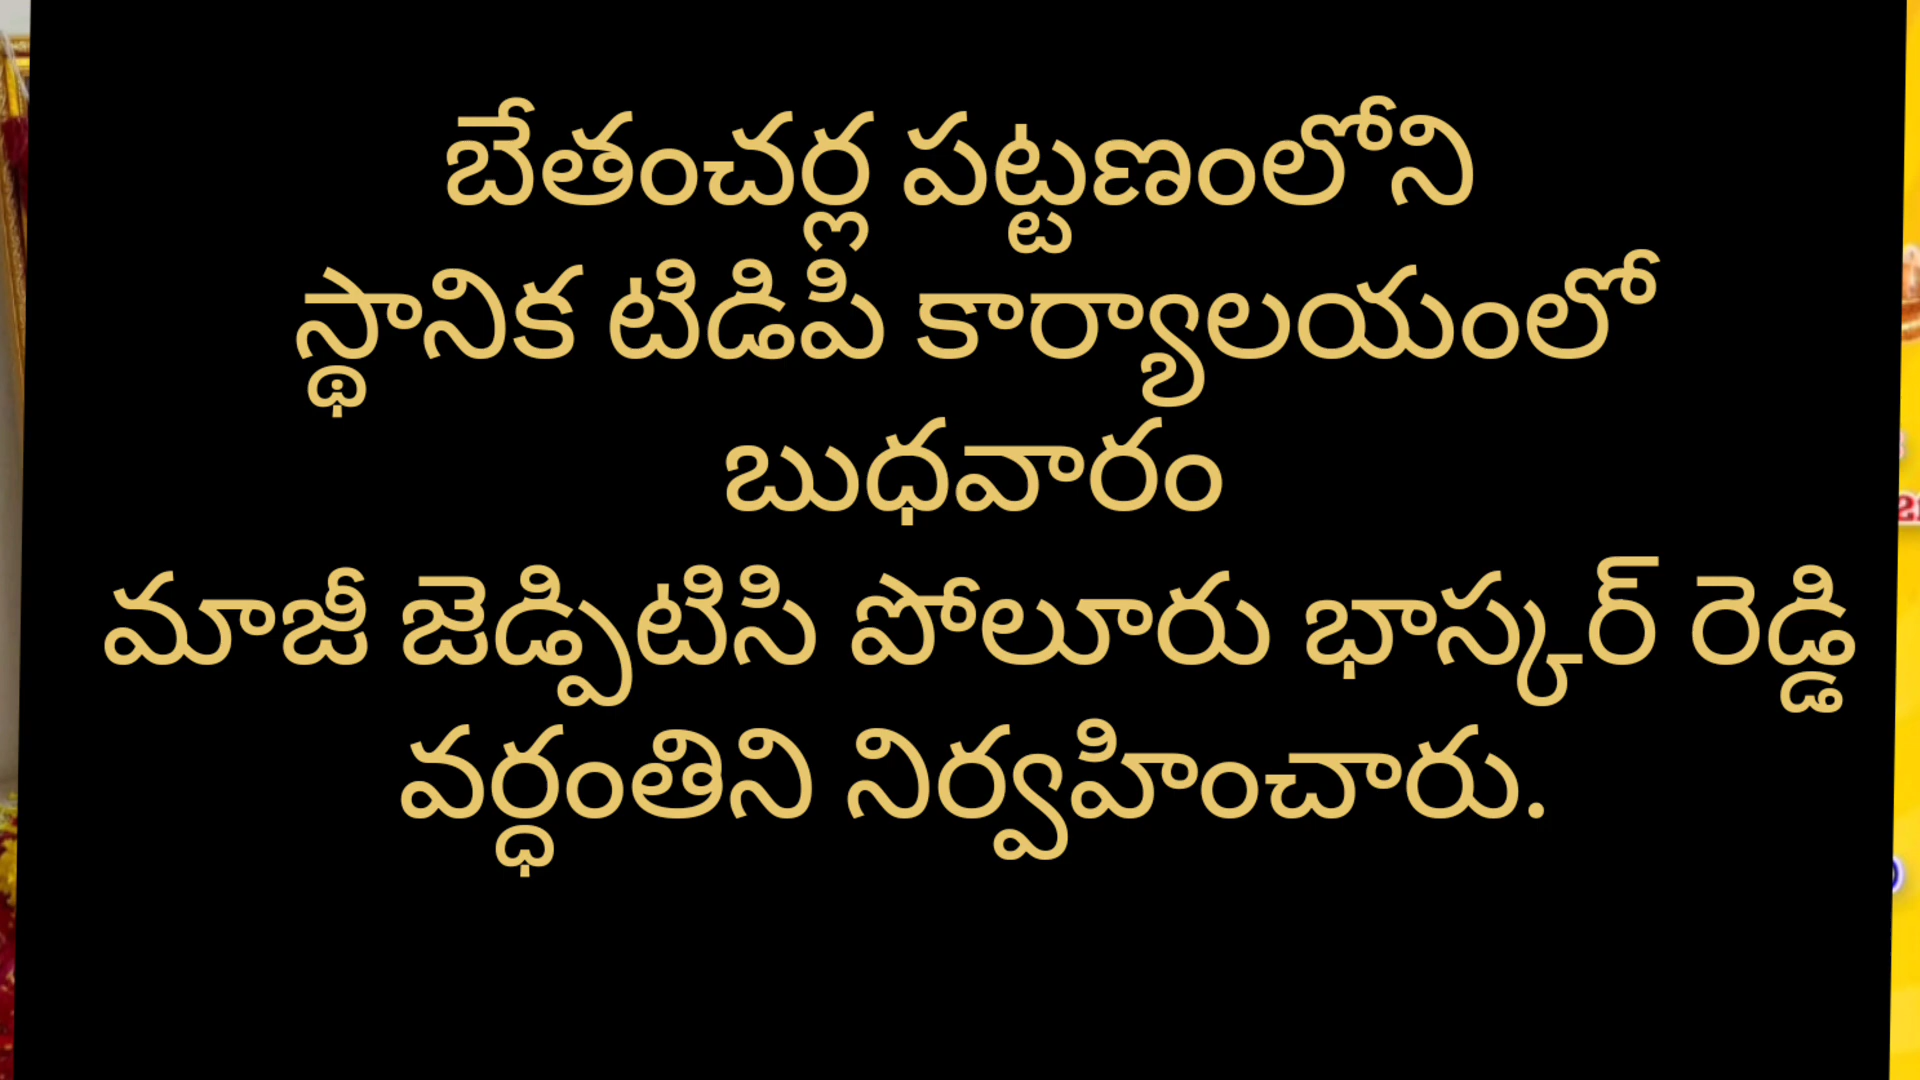 బేతంచర్ల పట్టణంలోని
స్థానిక టిడిపి కార్యాలయంలో
బుధవారం
మాజీ జెడ్పిటిసి పోలూరు భాస్కర్ రెడ్డి
వర్ధంతిని నిర్వహించారు.